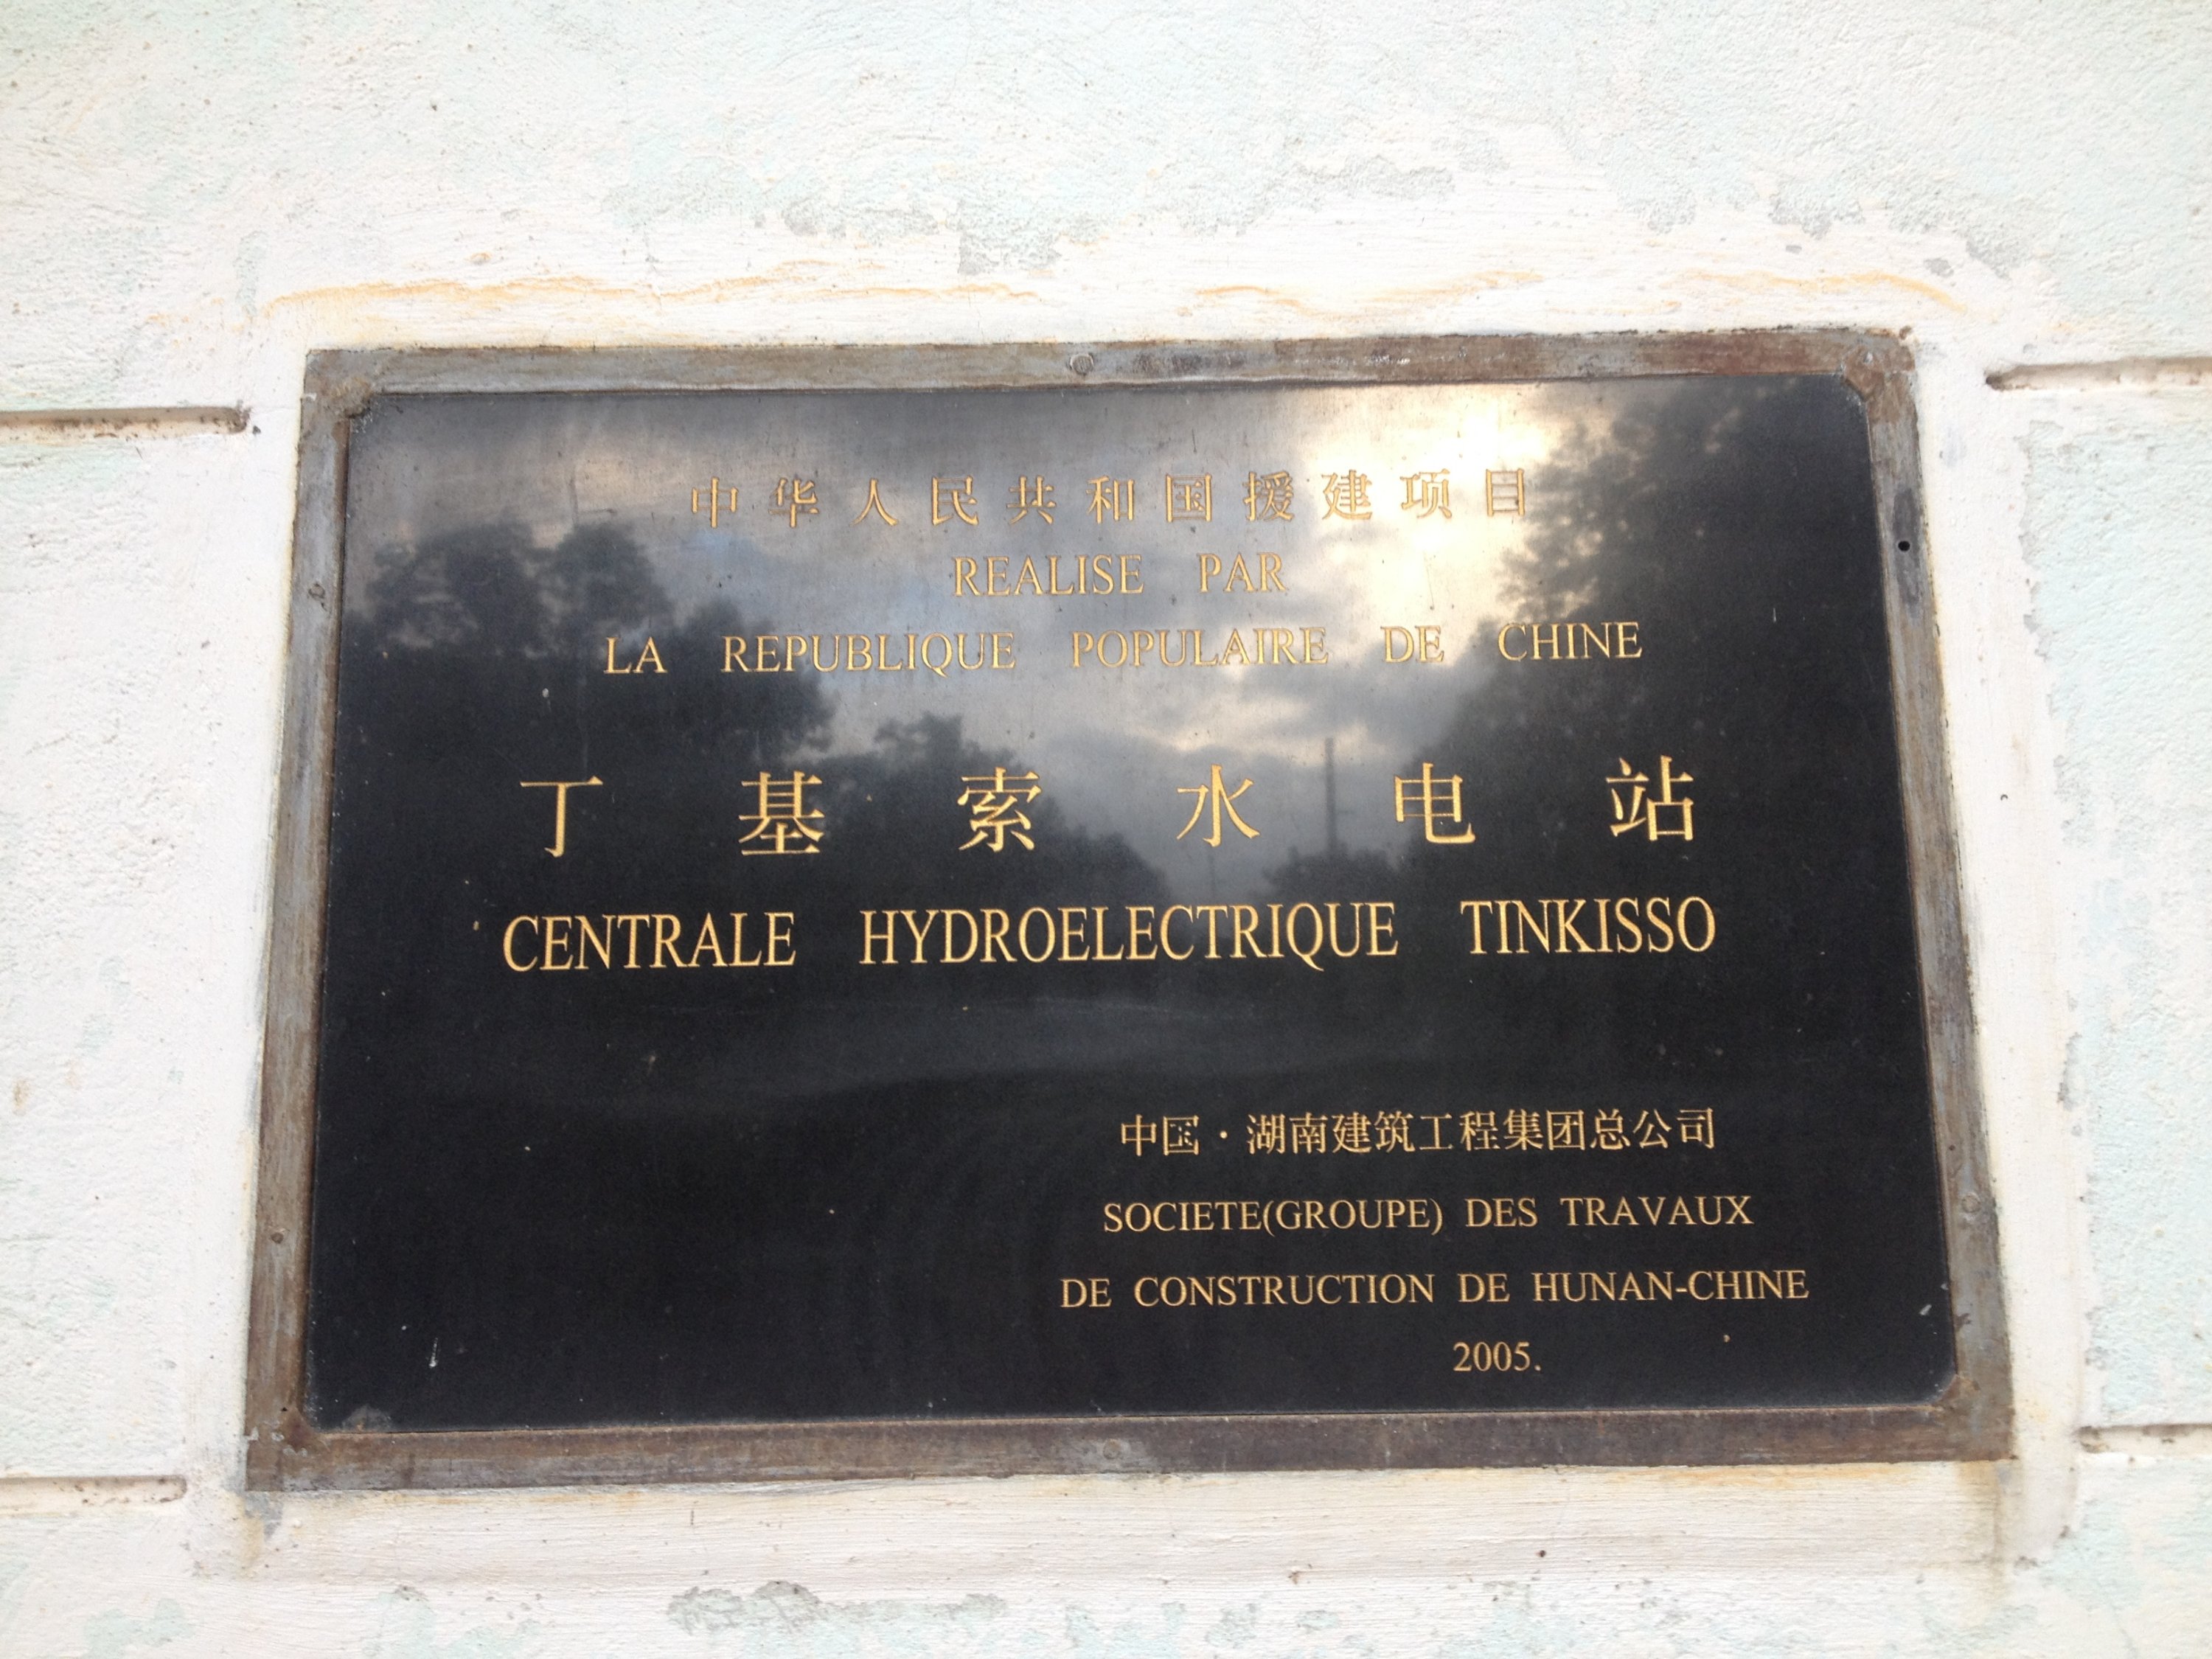 中华人民共和国援建项目
REALISE PAR
LA REPUBLIQUE POPULAIRE DE CHINE
丁基索水电站
CENTRALE HYDROELECTRIQUE TINKISSO
中国·湖南建筑工程集团总公司
SOCIETE(GROUPE) DES TRAVAUX
DE CONSTRUCTION DE HUNAN-CHINE
2005.